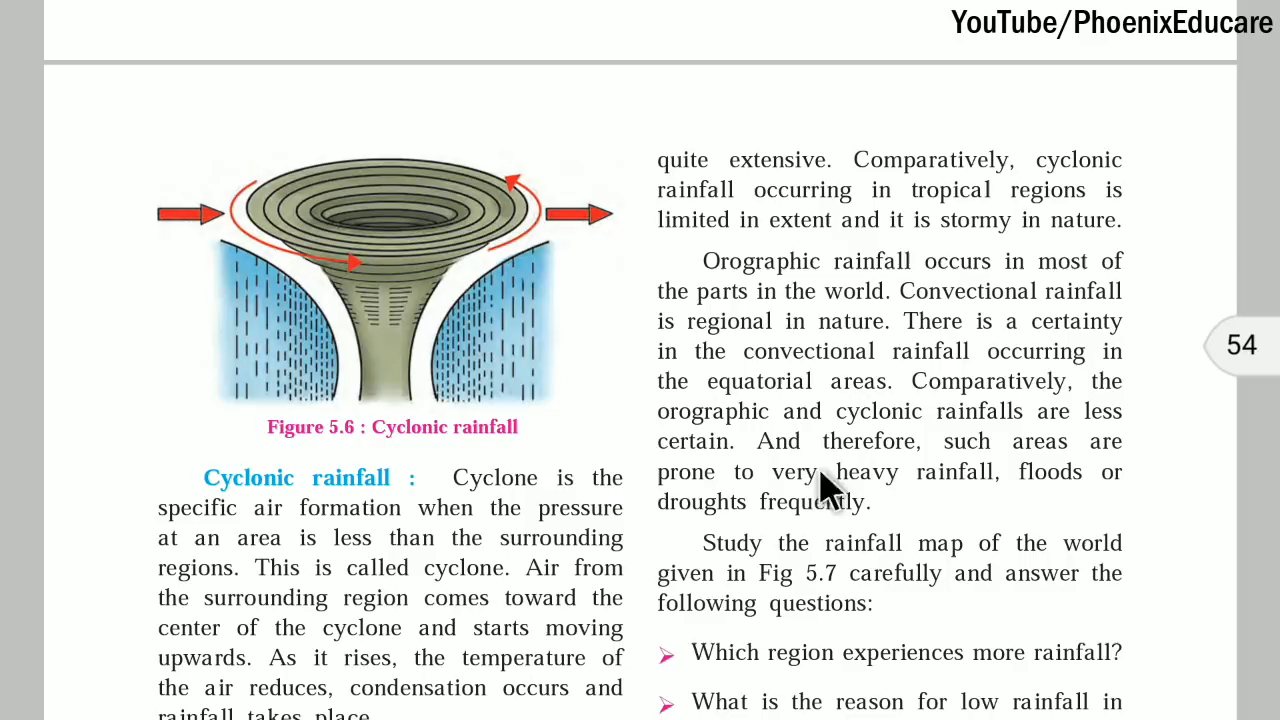 YouTube/PhoenixEducare
Figure 5.6 : Cyclonic rainfall
Cyclonic rainfall : Cyclone is the
specific air formation when the pressure
at an area is less than the surrounding
regions. This is called cyclone. Air from
the surrounding region comes toward the
center of the cyclone and starts moving
upwards. As it rises, the temperature of
the air reduces, condensation occurs and
rainfall takes place.
quite extensive. Comparatively, cyclonic
rainfall occurring in tropical regions is
limited in extent and it is stormy in nature.
Orographic rainfall occurs in most of
the parts in the world. Convectional rainfall
is regional in nature. There is a certainty
in the convectional rainfall occurring in
the equatorial areas. Comparatively, the
orographic and cyclonic rainfalls are less
certain. And therefore, such areas are
prone to very heavy rainfall, floods or
droughts frequently.
Study the rainfall map of the world
given in Fig 5.7 carefully and answer the
following questions:
➢ Which region experiences more rainfall?
➢ What is the reason for low rainfall in
54